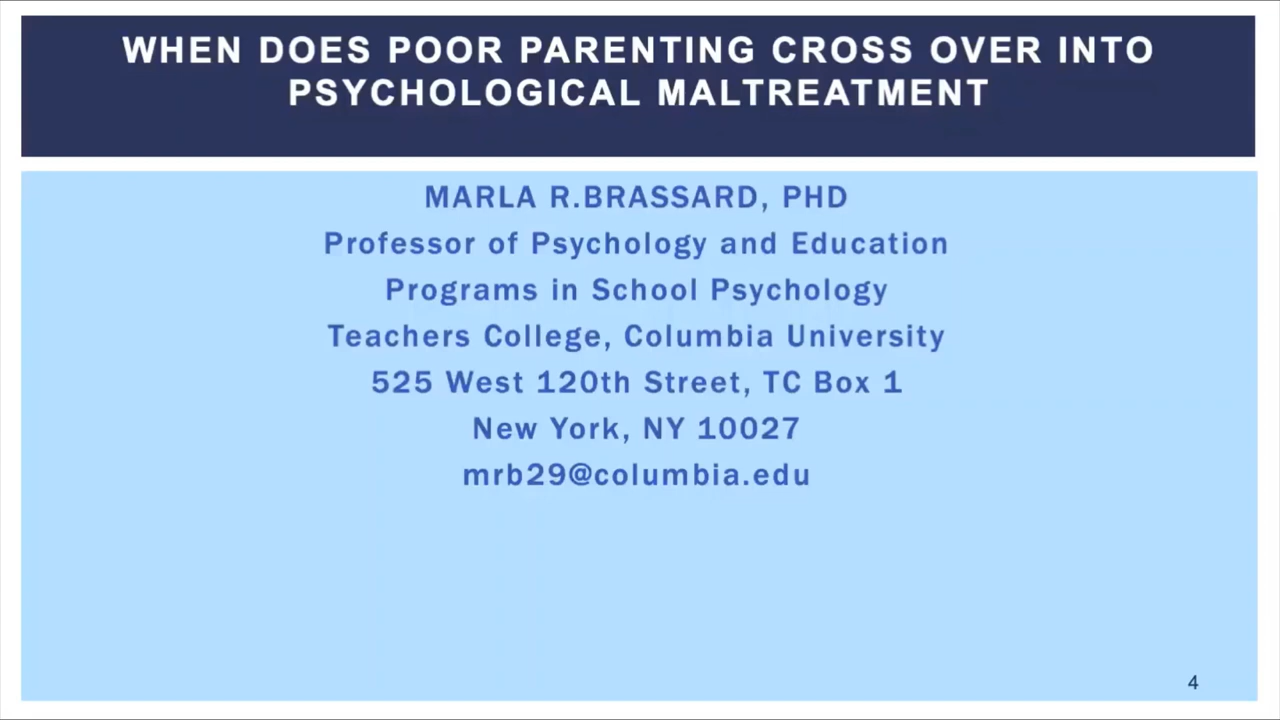 WHEN DOES POOR PARENTING CROSS OVER INTO
PSYCHOLOGICAL MALTREATMENT
MARLA R.BRASSARD, PHD
Professor of Psychology and Education
Programs in School Psychology
Teachers College, Columbia University
525 West 120th Street, TC Box 1
New York, NY 10027
mrb29@columbia.edu
4